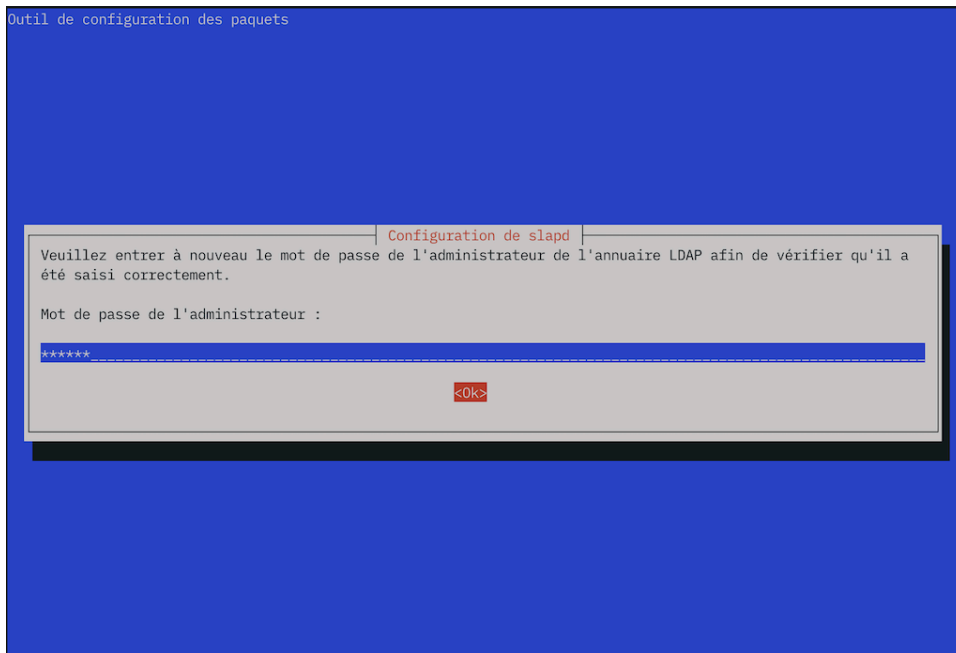 Outil de configuration des paquets
Configuration de slapd
Veuillez entrer à nouveau le mot de passe de l'administrateur de l'annuaire LDAP afin de vérifier qu'il a
été saisi correctement.
Mot de passe de l'administrateur :
******
<Ok>